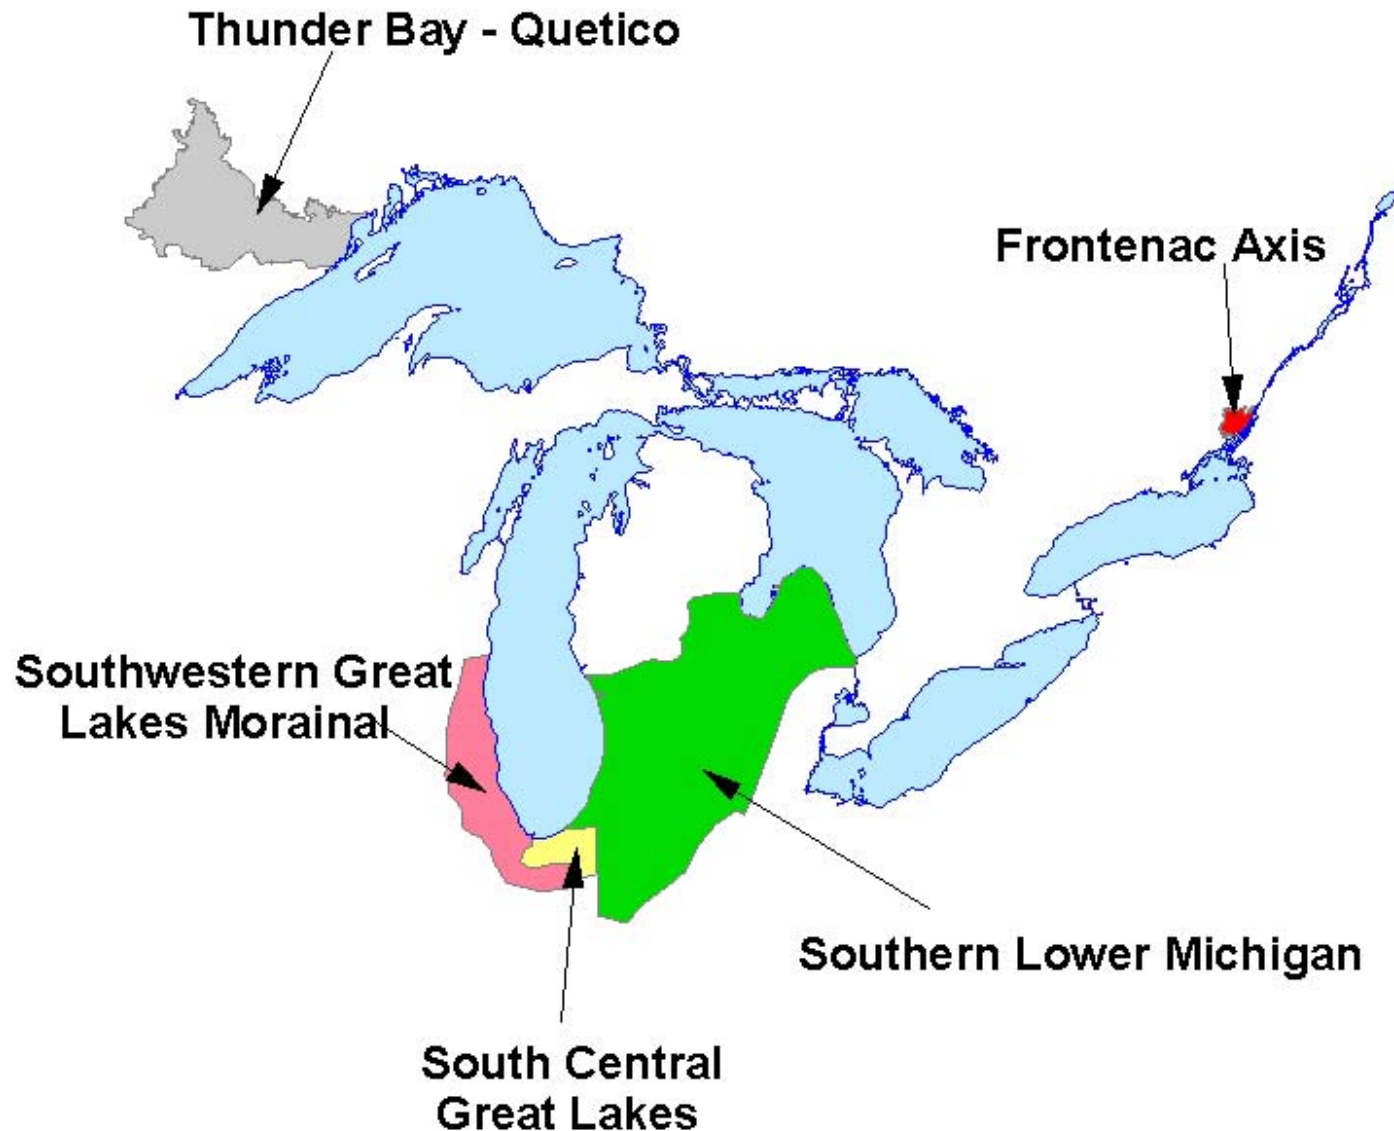 Thunder Bay - Quetico
Frontenac Axis
Southwestern Great
Lakes Morainal
Southern Lower Michigan
South Central
Great Lakes